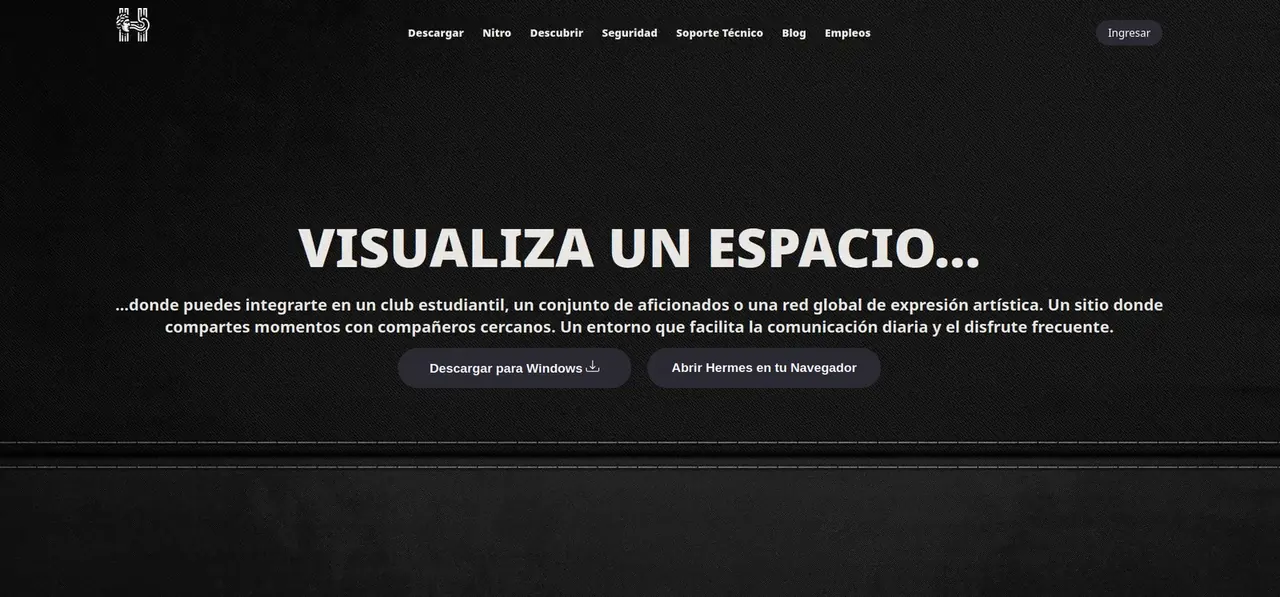 Descargar Nitro Descubrir Seguridad Soporte Técnico Blog Empleos Ingresar
VISUALIZA UN ESPACIO...
...donde puedes integrarte en un club estudiantil, un conjunto de aficionados o una red global de expresión artística. Un sitio donde
compartes momentos con compañeros cercanos. Un entorno que facilita la comunicación diaria y el disfrute frecuente.
Descargar para Windows Abrir Hermes en tu Navegador